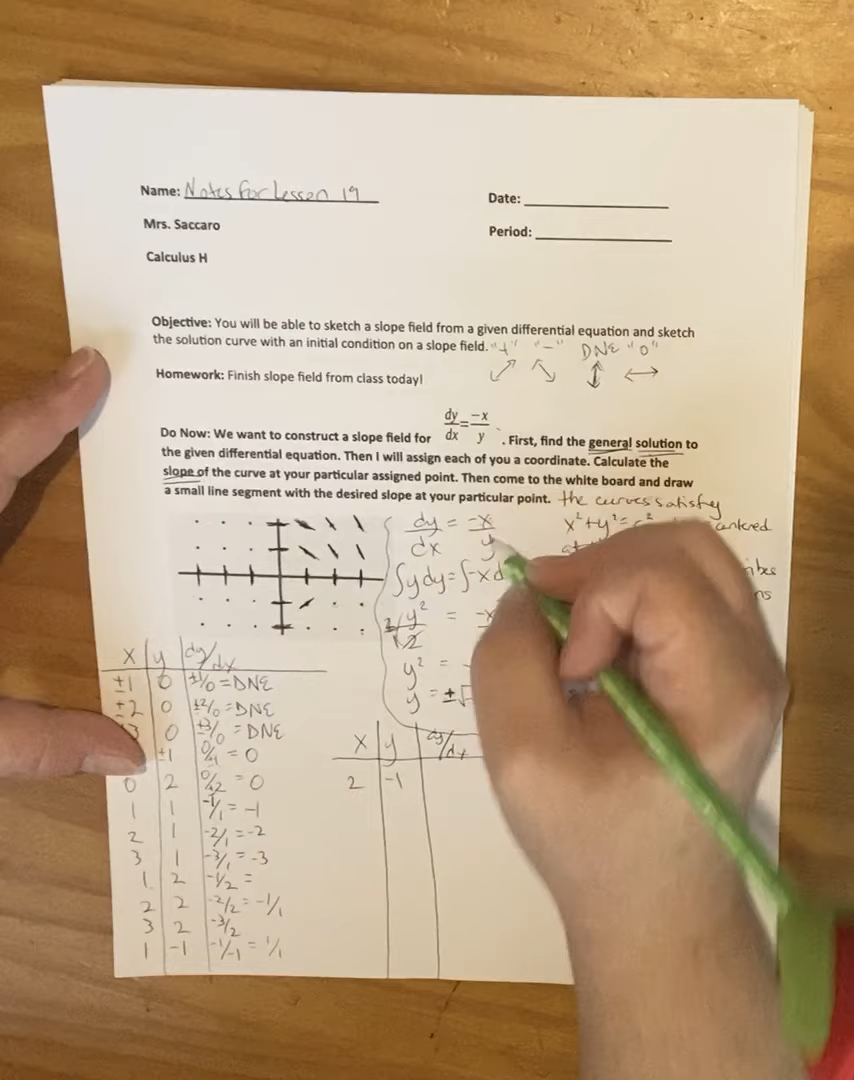 Name: Notes for Lesson 19
Date:
Mrs. Saccaro
Period:
Calculus H
Objective: You will be able to sketch a slope field from a given differential equation and sketch
the solution curve with an initial condition on a slope field. "+" "-" DNE "0"
Homework: Finish slope field from class today!
Do Now: We want to construct a slope field for dy/dx = -x/y . First, find the general solution to
the given differential equation. Then I will assign each of you a coordinate. Calculate the
slope of the curve at your particular assigned point. Then come to the white board and draw
a small line segment with the desired slope at your particular point. the curves satisfy
x² + y² = c²
dy/dx = -x/y
∫y dy = ∫-x d
y²/2 = -x
y² =
y = ±√
x y dy/dx
±1 0 ±1/0 = DNE
±2 0 ±2/0 = DNE
0 ±3/0 = DNE
±1 = 0
0 2 = 0
1 1 -1/1 = -1
2 1 -2/1 = -2
3 1 -3/1 = -3
1 2 -1/2 =
2 2 -2/2 = -1/1
3 2 -3/2
1 -1 -1/-1 = 1/1
x y dy/dx
2 -1